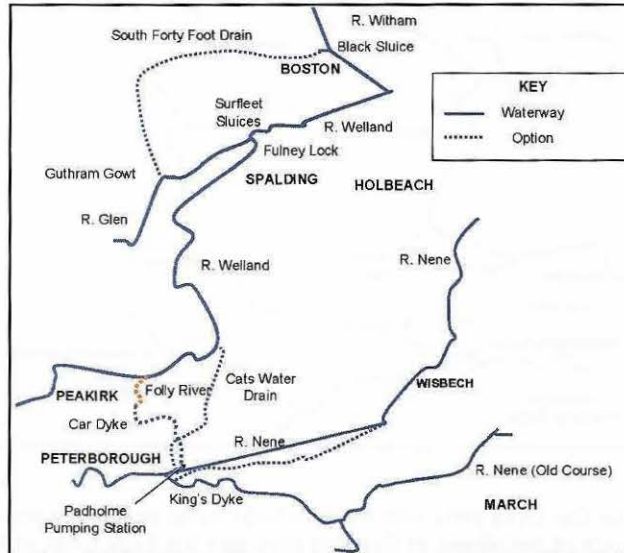 R. Witham
South Forty Foot Drain
Black Sluice
BOSTON
KEY
Waterway
Option
Surfleet
Sluices
R. Welland
Fulney Lock
Guthram Gowt
SPALDING
HOLBEACH
R. Glen
R. Welland
R. Nene
PEAKIRK
Folly River
Cats Water
Drain
WISBECH
Car Dyke
R. Nene
PETERBOROUGH
R. Nene (Old Course)
King's Dyke
MARCH
Padholme
Pumping Station